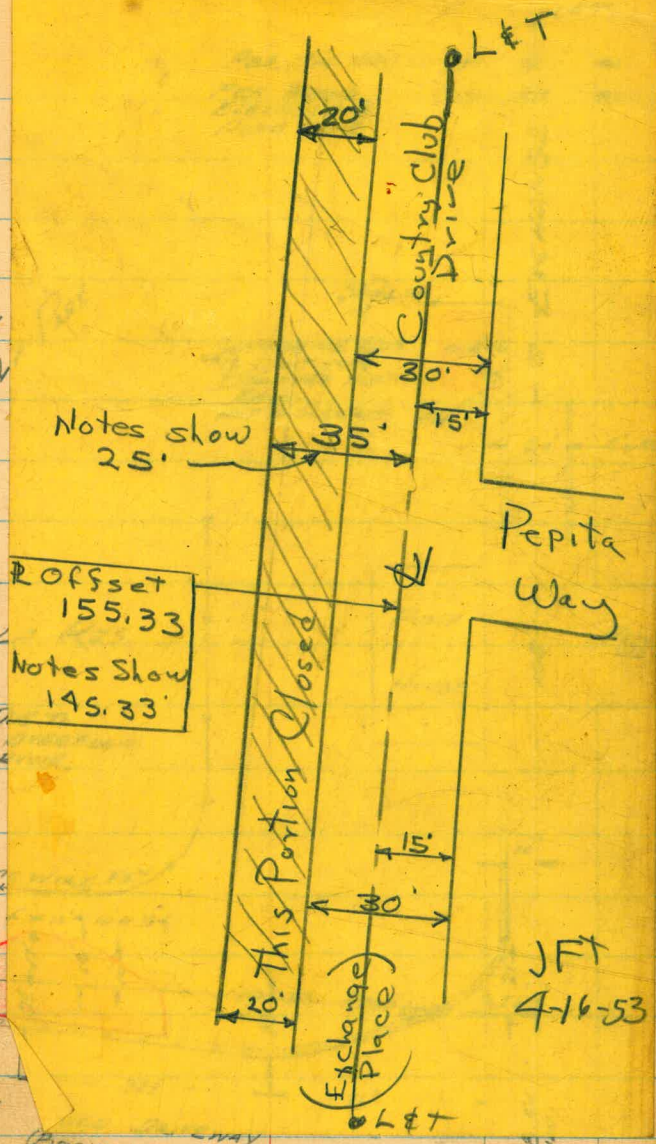 L & T
20'
Country Club
Drive
30'
15'
Notes show
25'
35'
Pepita
Way
℄
℄ Offset
155.33
Notes Show
145.33'
This Portion Closed
15'
30'
20'
(Exchange
Place)
JFT
4-16-53
L & T